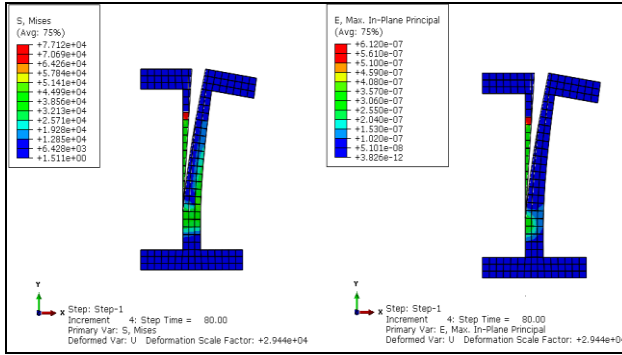 S, Mises
(Avg: 75%)
+7.712e+04
+7.069e+04
+6.426e+04
+5.784e+04
+5.141e+04
+4.499e+04
+3.856e+04
+3.213e+04
+2.571e+04
+1.928e+04
+1.285e+04
+6.428e+03
+1.511e+00
E, Max. In-Plane Principal
(Avg: 75%)
+6.120e-07
+5.610e-07
+5.100e-07
+4.590e-07
+4.080e-07
+3.570e-07
+3.060e-07
+2.550e-07
+2.040e-07
+1.530e-07
+1.020e-07
+5.101e-08
+3.826e-12
Y
X
Step: Step-1
Increment 4: Step Time = 80.00
Primary Var: S, Mises
Deformed Var: U Deformation Scale Factor: +2.944e+04
Y
X
Step: Step-1
Increment 4: Step Time = 80.00
Primary Var: E, Max. In-Plane Principal
Deformed Var: U Deformation Scale Factor: +2.944e+04